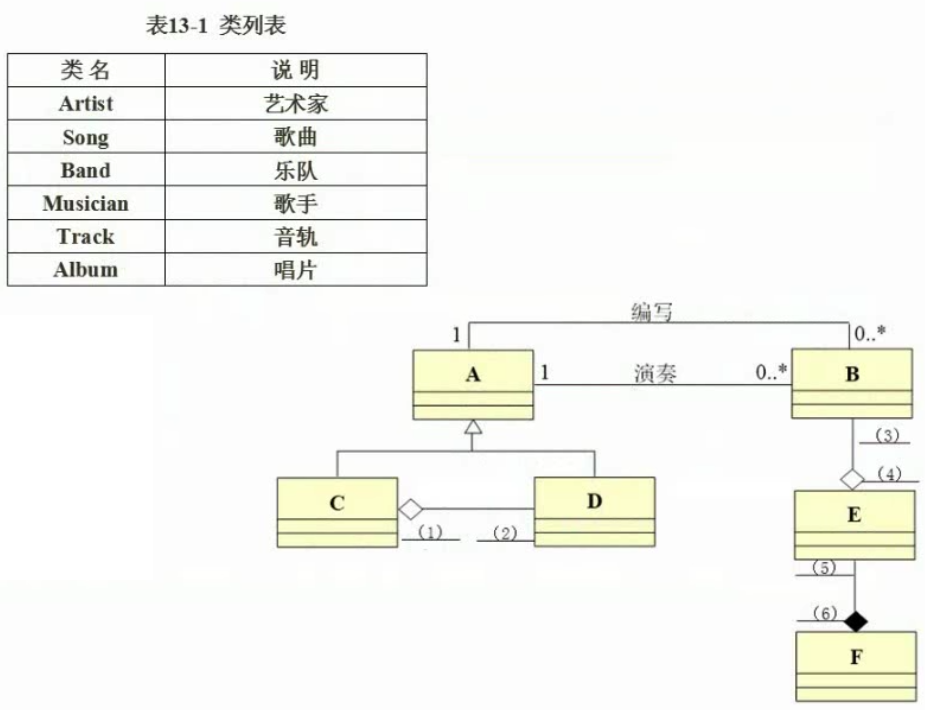 表13-1 类列表
类名 说明
Artist 艺术家
Song 歌曲
Band 乐队
Musician 歌手
Track 音轨
Album 唱片
编写
1 0..*
A 1 演奏 0..* B
(3)
(4)
C D E
(1) (2)
(5)
(6)
F